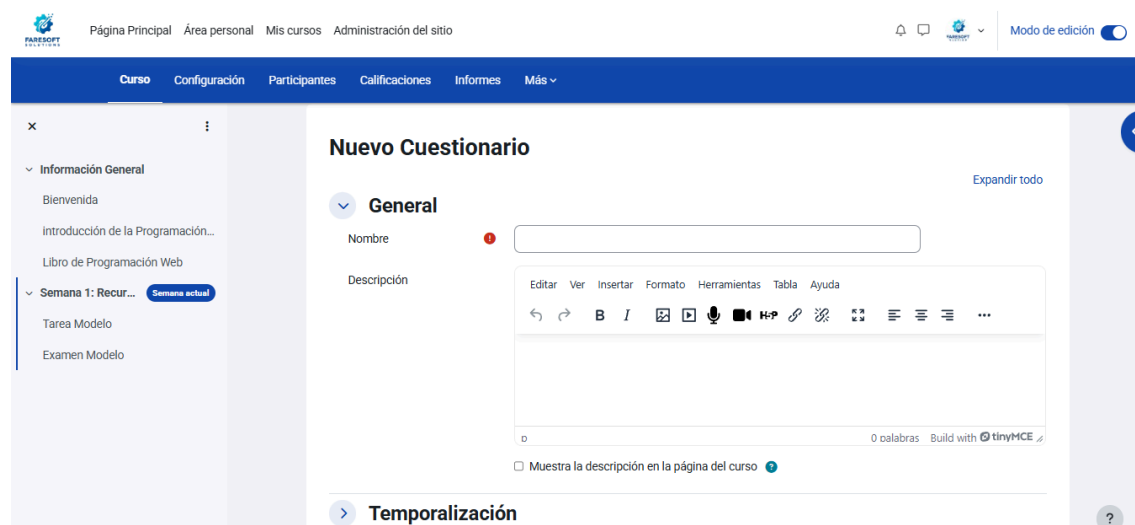 FARESOFT
SOLUTIONS
Página Principal Área personal Mis cursos Administración del sitio
Modo de edición
Curso Configuración Participantes Calificaciones Informes Más
Información General
Bienvenida
introducción de la Programación...
Libro de Programación Web
Semana 1: Recur... Semana actual
Tarea Modelo
Examen Modelo
Nuevo Cuestionario
Expandir todo
General
Nombre
Descripción
Editar Ver Insertar Formato Herramientas Tabla Ayuda
B I H5P ...
p 0 palabras Build with tinyMCE
Muestra la descripción en la página del curso ?
Temporalización
?